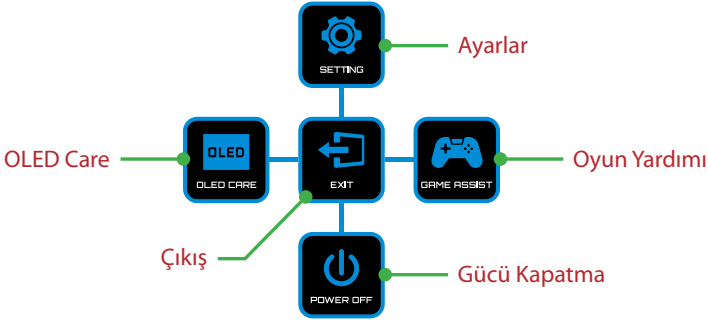 SETTING
Ayarlar
OLED Care
OLED
OLED CARE
EXIT
GAME ASSIST
Oyun Yardımı
Çıkış
POWER OFF
Gücü Kapatma